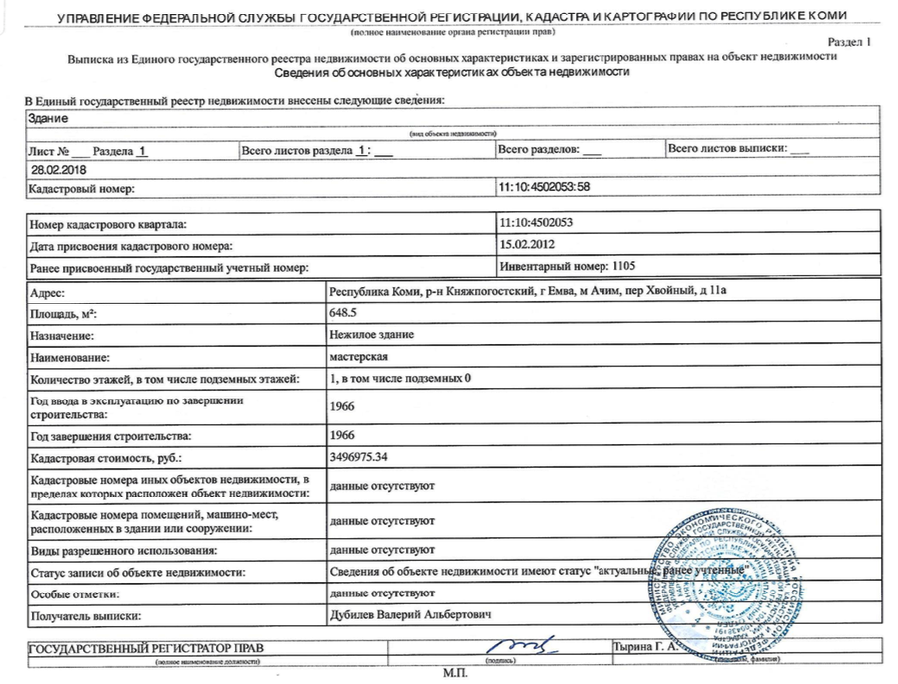 УПРАВЛЕНИЕ ФЕДЕРАЛЬНОЙ СЛУЖБЫ ГОСУДАРСТВЕННОЙ РЕГИСТРАЦИИ, КАДАСТРА И КАРТОГРАФИИ ПО РЕСПУБЛИКЕ КОМИ
(полное наименование органа регистрации прав)
Раздел 1
Выписка из Единого государственного реестра недвижимости об основных характеристиках и зарегистрированных правах на объект недвижимости
Сведения об основных характеристиках объекта недвижимости
В Единый государственный реестр недвижимости внесены следующие сведения:
Здание
(вид объекта недвижимости)
Лист № ___ Раздела 1 Всего листов раздела 1 : ___ Всего разделов: ___ Всего листов выписки: ___
28.02.2018
Кадастровый номер: 11:10:4502053:58
Номер кадастрового квартала: 11:10:4502053
Дата присвоения кадастрового номера: 15.02.2012
Ранее присвоенный государственный учетный номер: Инвентарный номер: 1105
Адрес: Республика Коми, р-н Княжпогостский, г Емва, м Ачим, пер Хвойный, д 11а
Площадь, м²: 648.5
Назначение: Нежилое здание
Наименование: мастерская
Количество этажей, в том числе подземных этажей: 1, в том числе подземных 0
Год ввода в эксплуатацию по завершении
строительства: 1966
Год завершения строительства: 1966
Кадастровая стоимость, руб.: 3496975.34
Кадастровые номера иных объектов недвижимости, в
пределах которых расположен объект недвижимости: данные отсутствуют
Кадастровые номера помещений, машино-мест,
расположенных в здании или сооружении: данные отсутствуют
Виды разрешенного использования: данные отсутствуют
Статус записи об объекте недвижимости: Сведения об объекте недвижимости имеют статус "актуальные, ранее учтенные"
Особые отметки: данные отсутствуют
Получатель выписки: Дубилев Валерий Альбертович
ГОСУДАРСТВЕННЫЙ РЕГИСТРАТОР ПРАВ Тырина Г. А.
(полное наименование должности) (подпись) фамилия)
М.П.